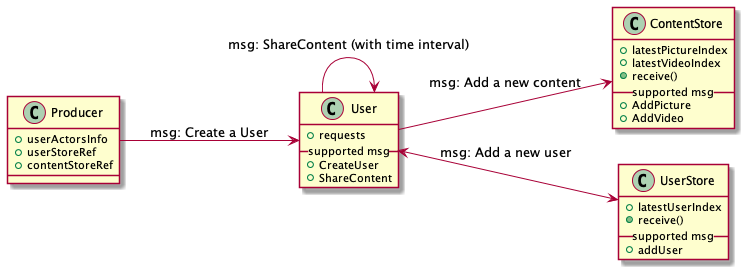 C Producer
userActorsInfo
userStoreRef
contentStoreRef
msg: Create a User
msg: ShareContent (with time interval)
C User
requests
supported msg
CreateUser
ShareContent
msg: Add a new content
msg: Add a new user
C ContentStore
latestPictureIndex
latestVideoIndex
receive()
supported msg
AddPicture
AddVideo
C UserStore
latestUserIndex
receive()
supported msg
addUser